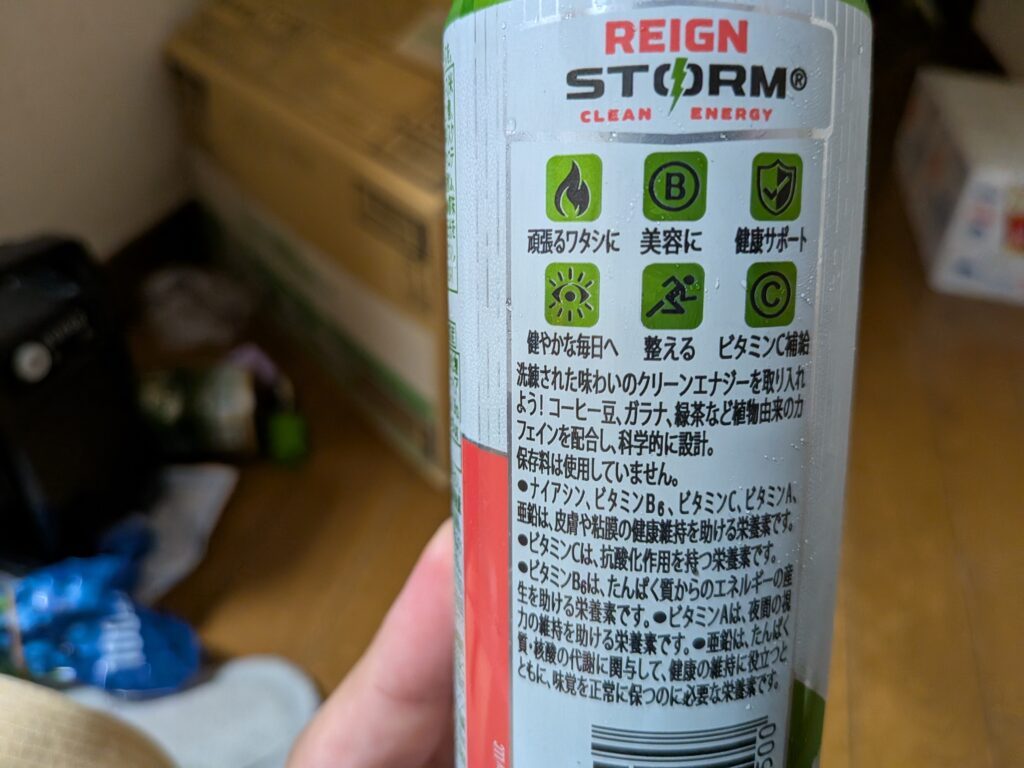 REIGN
STORM®
CLEAN ENERGY
B
頑張るワタシに 美容に 健康サポート
C
健やかな毎日へ 整える ビタミンC補給
洗練された味わいのクリーンエナジーを取り入れ
よう!コーヒー豆、ガラナ、緑茶など植物由来のカ
フェインを配合し、科学的に設計。
保存料は使用していません。
●ナイアシン、ビタミンB6、ビタミンC、ビタミンA、
亜鉛は、皮膚や粘膜の健康維持を助ける栄養素です。
●ビタミンCは、抗酸化作用を持つ栄養素です。
●ビタミンB6は、たんぱく質からのエネルギーの産
生を助ける栄養素です。●ビタミンAは、夜間の視
力の維持を助ける栄養素です。●亜鉛は、たんぱく
質・核酸の代謝に関与して、健康の維持に役立つと
ともに、味覚を正常に保つのに必要な栄養素です。